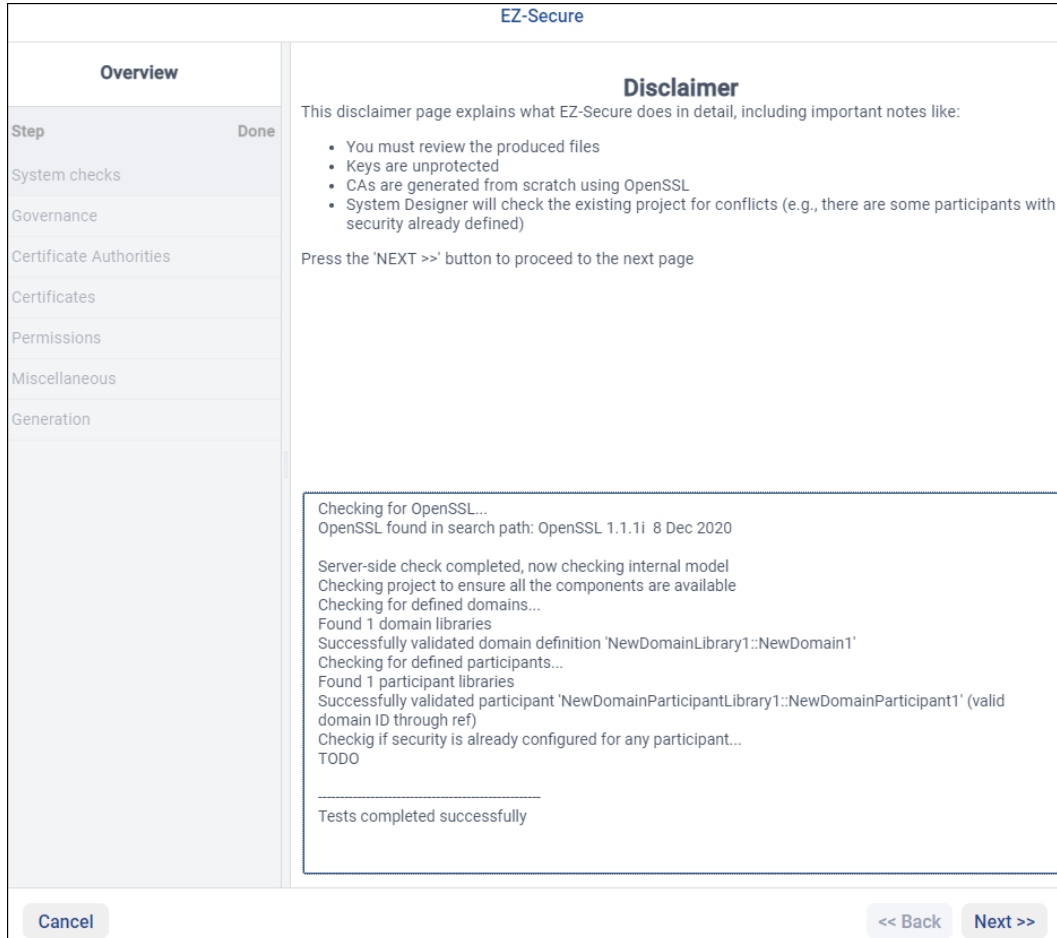 EZ-Secure
Overview
Step Done
System checks
Governance
Certificate Authorities
Certificates
Permissions
Miscellaneous
Generation
Disclaimer
This disclaimer page explains what EZ-Secure does in detail, including important notes like:
• You must review the produced files
• Keys are unprotected
• CAs are generated from scratch using OpenSSL
• System Designer will check the existing project for conflicts (e.g., there are some participants with
security already defined)
Press the 'NEXT >>' button to proceed to the next page
Checking for OpenSSL...
OpenSSL found in search path: OpenSSL 1.1.1i 8 Dec 2020
Server-side check completed, now checking internal model
Checking project to ensure all the components are available
Checking for defined domains...
Found 1 domain libraries
Successfully validated domain definition 'NewDomainLibrary1::NewDomain1'
Checking for defined participants...
Found 1 participant libraries
Successfully validated participant 'NewDomainParticipantLibrary1::NewDomainParticipant1' (valid
domain ID through ref)
Checkig if security is already configured for any participant...
TODO
--------------------------------------------------
Tests completed successfully
Cancel << Back Next >>